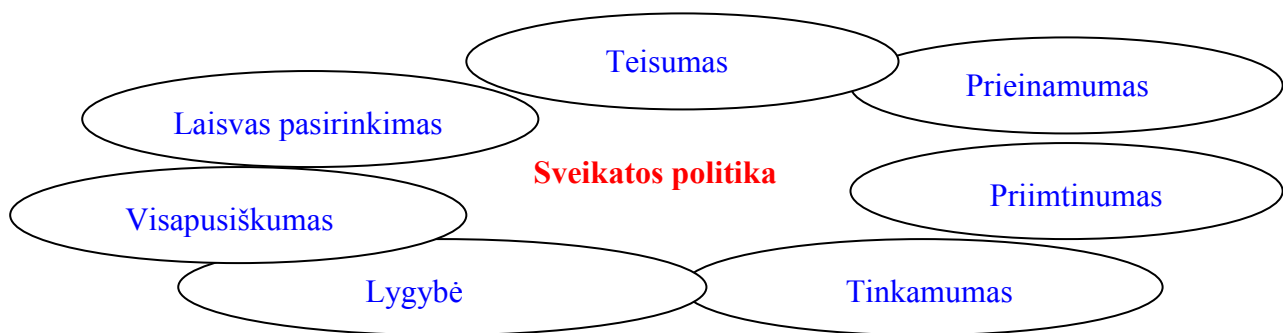 Teisumas
Prieinamumas
Laisvas pasirinkimas
Sveikatos politika
Priimtinumas
Visapusiškumas
Lygybė
Tinkamumas